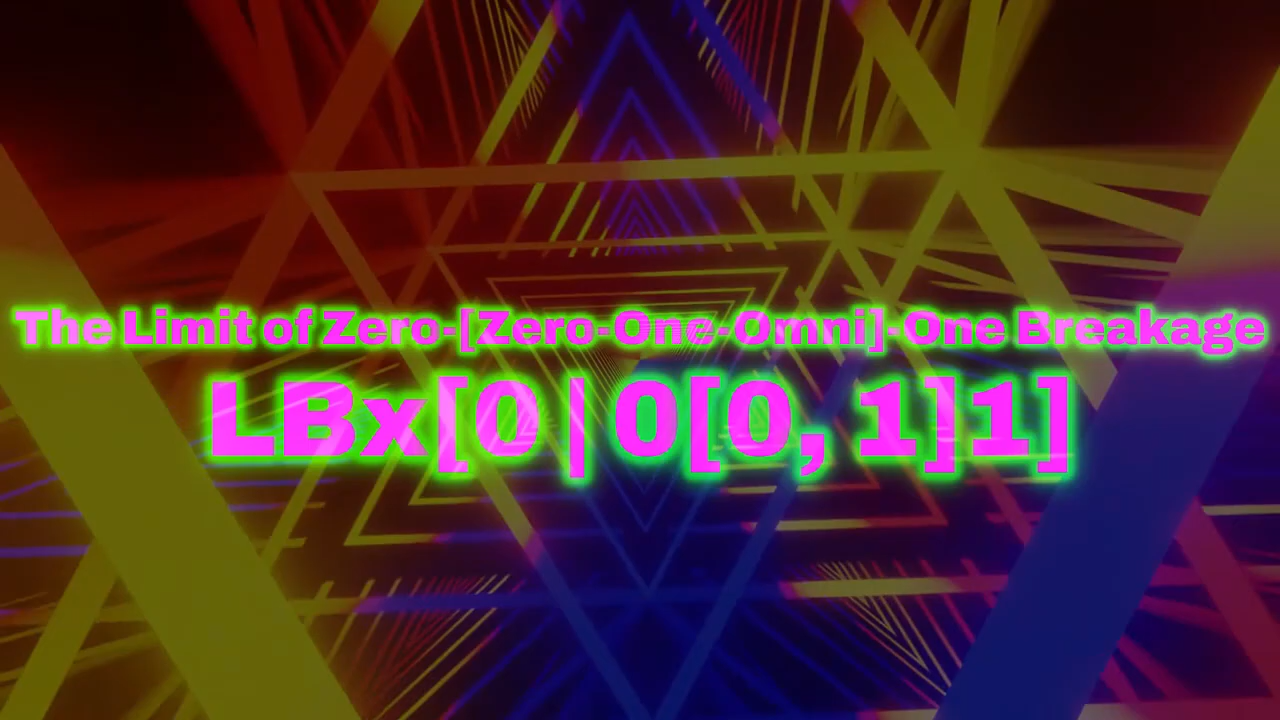 The Limit of Zero-[Zero-One-Omni]-One Breakage
LBx[0 | 0[0, 1]1]